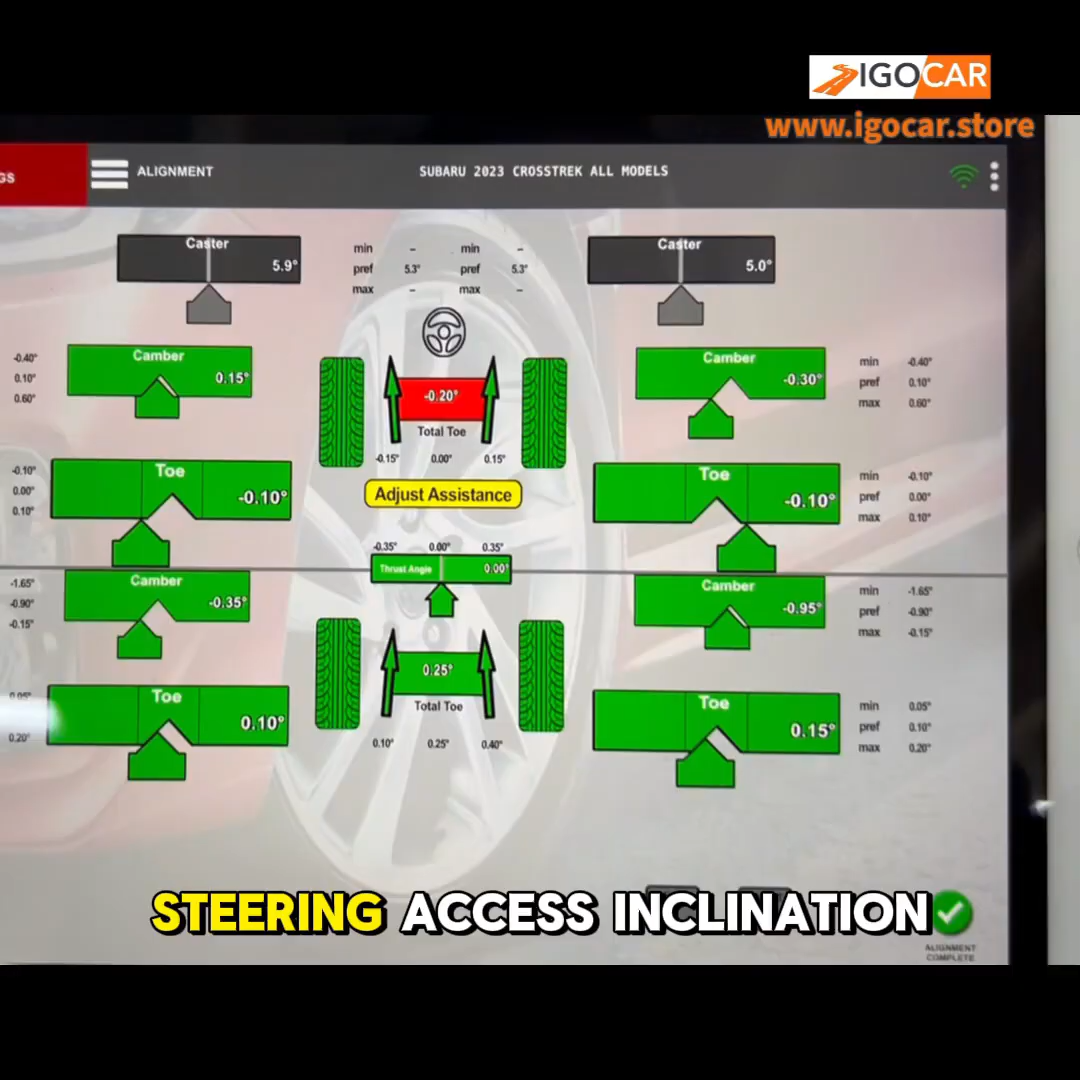 IGOCAR
www.igocar.store
GS
ALIGNMENT
SUBARU 2023 CROSSTREK ALL MODELS
Caster
5.9°
min - min -
pref 5.3° pref 5.3°
max - max -
Caster
5.0°
-0.40°
0.10°
0.60°
Camber
0.15°
-0.20°
Total Toe
-0.15° 0.00° 0.15°
Camber
-0.30°
min -0.40°
pref 0.10°
max 0.60°
-0.10°
0.00°
0.10°
Toe
-0.10°
Adjust Assistance
Toe
-0.10°
min -0.10°
pref 0.00°
max 0.10°
-0.35° 0.00° 0.35°
Thrust Angle 0.00°
-1.65°
-0.90°
-0.15°
Camber
-0.35°
Camber
-0.95°
min -1.65°
pref -0.90°
max -0.15°
0.05°
0.20°
Toe
0.10°
0.25°
Total Toe
0.10° 0.25° 0.40°
Toe
0.15°
min 0.05°
pref 0.10°
max 0.20°
STEERING ACCESS INCLINATION
ALIGNMENT
COMPLETE